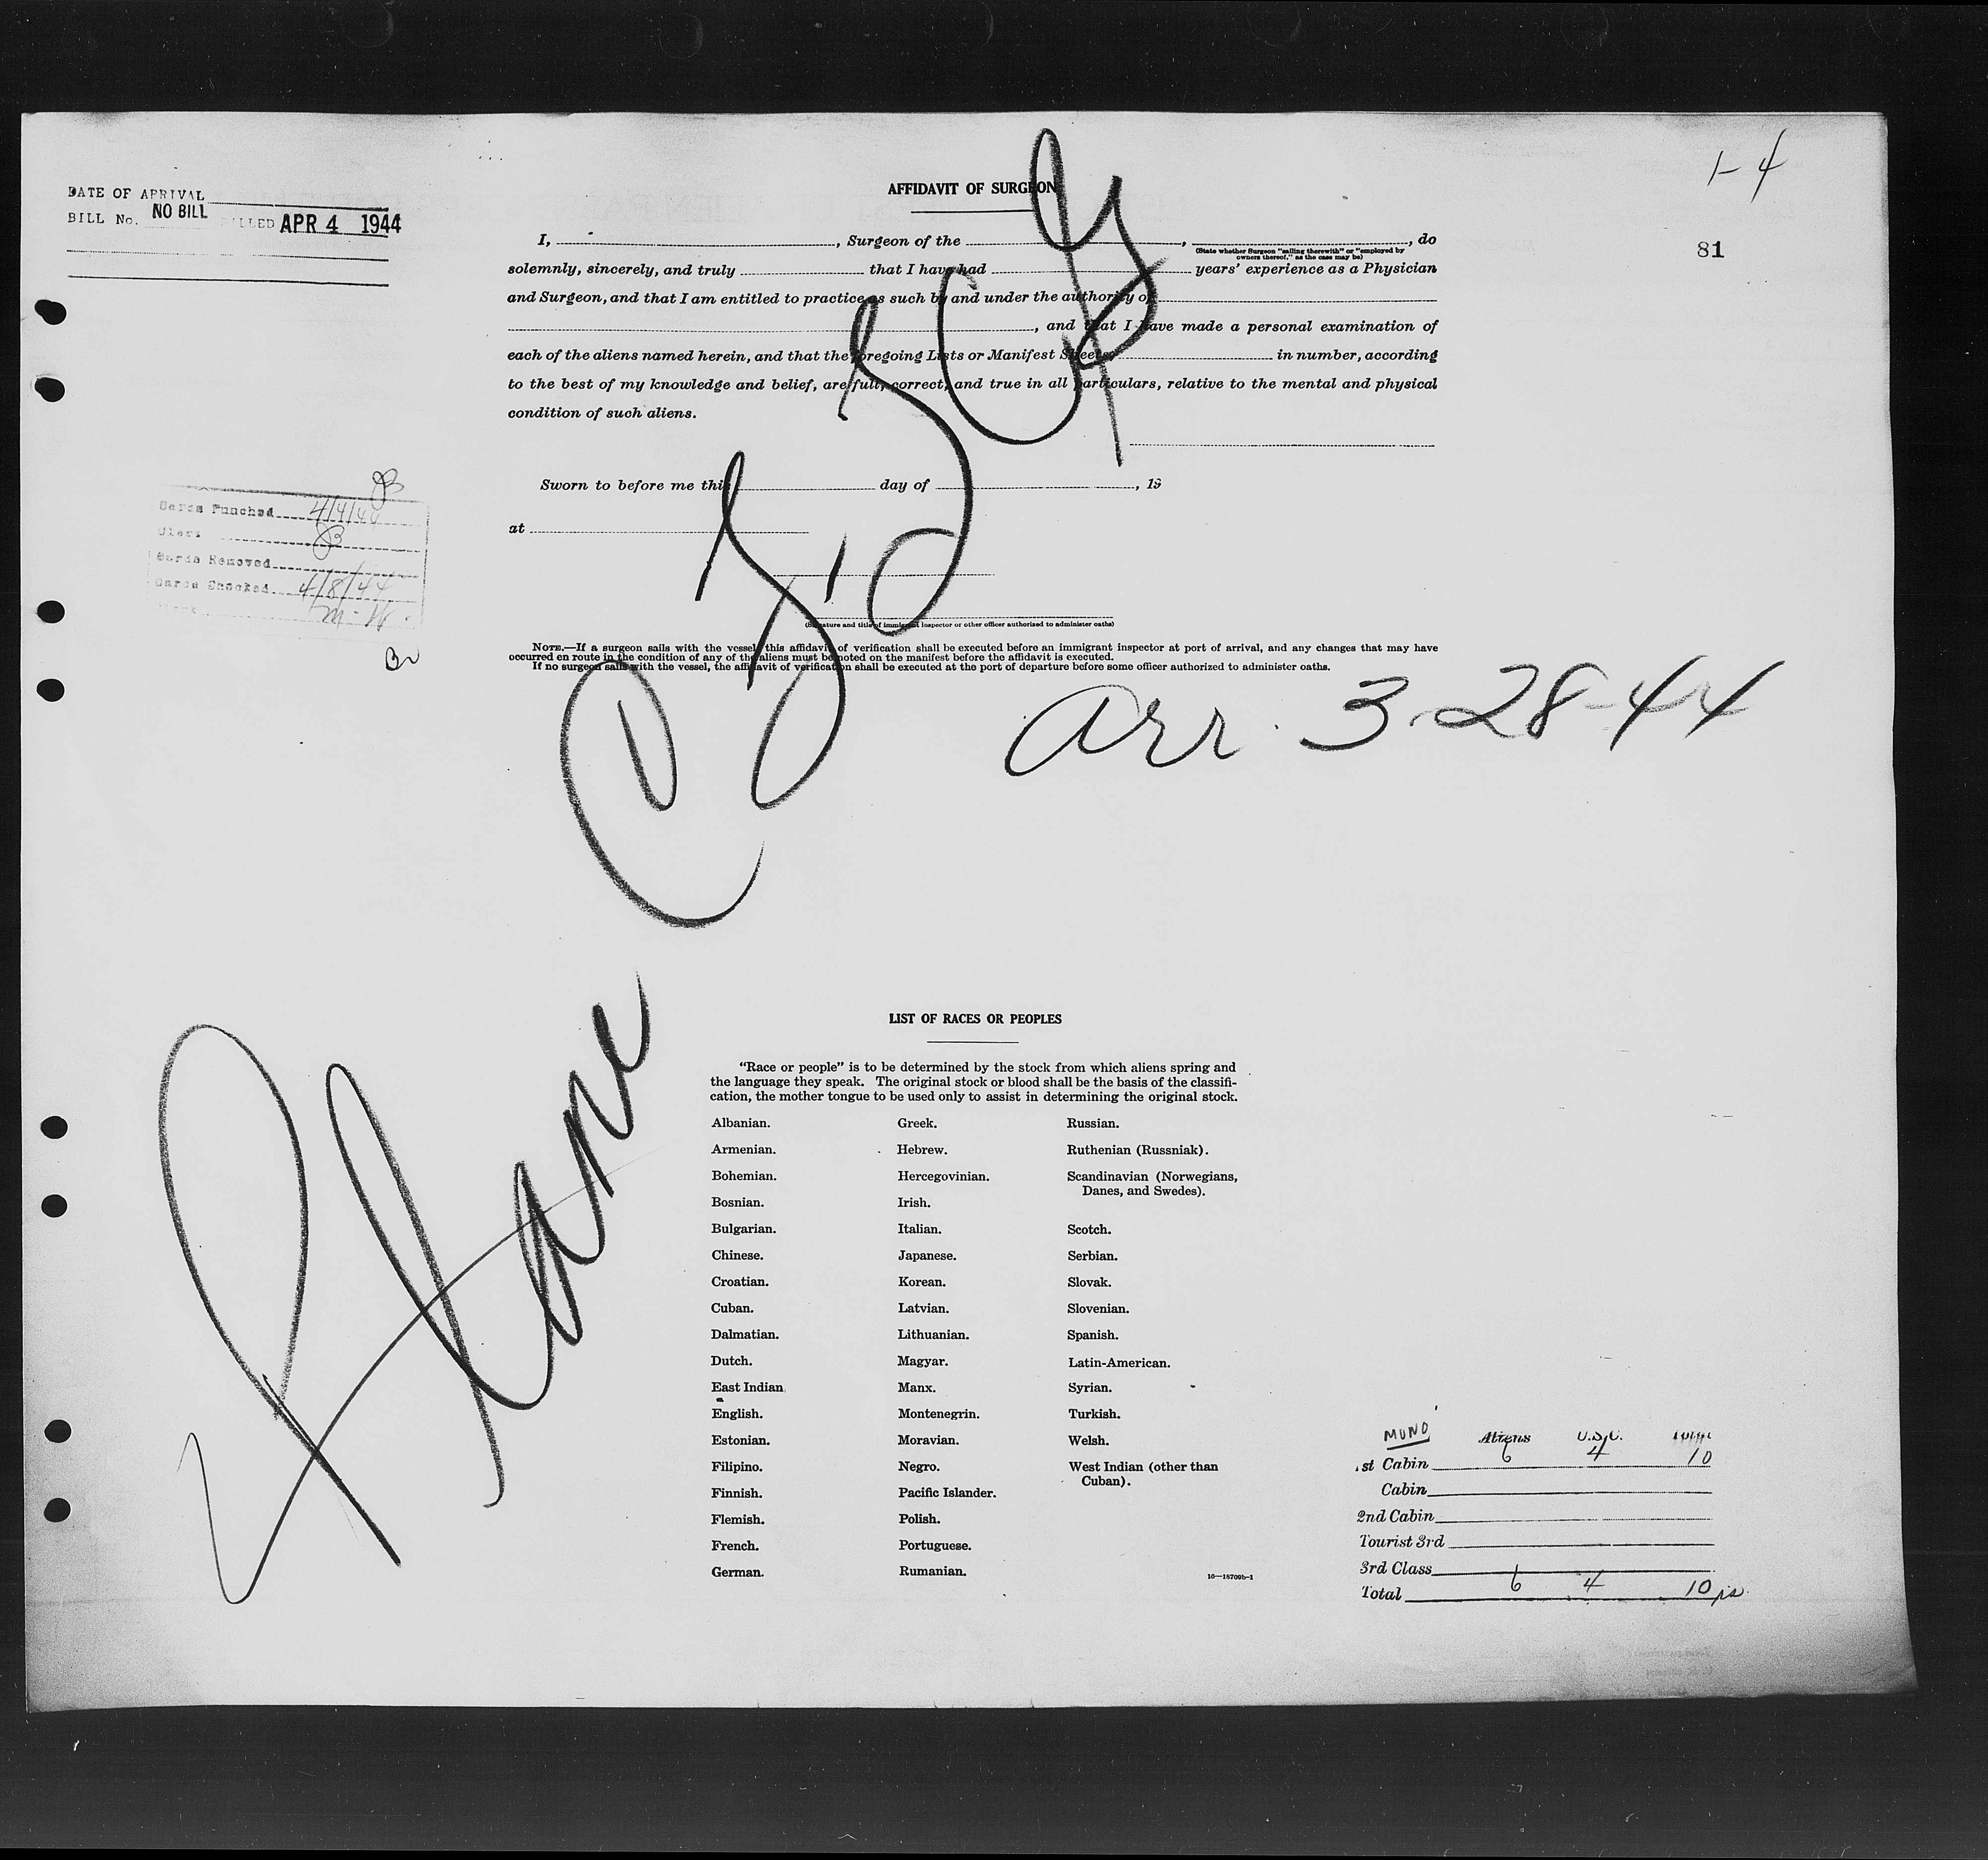 1-4
DATE OF ARRIVAL
BILL No. NO BILL BILLED APR 4 1944
81
AFFIDAVIT OF SURGEON
I, , Surgeon of the , , do
(State whether Surgeon "sailing therewith" or "employed by
owners thereof," as the case may be)
solemnly, sincerely, and truly that I have had years' experience as a Physician
and Surgeon, and that I am entitled to practice as such by and under the authority of
, and that I have made a personal examination of
each of the aliens named herein, and that the foregoing Lists or Manifest Sheets, in number, according
to the best of my knowledge and belief, are full, correct, and true in all particulars, relative to the mental and physical
condition of such aliens.
Sworn to before me this day of , 19
at
(Signature and title of immigrant inspector or other officer authorized to administer oaths)
NOTE.—If a surgeon sails with the vessel, this affidavit of verification shall be executed before an immigrant inspector at port of arrival, and any changes that may have
occurred en route in the condition of any of the aliens must be noted on the manifest before the affidavit is executed.
If no surgeon sails with the vessel, the affidavit of verification shall be executed at the port of departure before some officer authorized to administer oaths.
Cards Punched 4/4/44
Clerk
Cards Removed
Cards Checked 4/8/44
Clerk M-W.
arr. 3-28-44
Plane
LIST OF RACES OR PEOPLES
"Race or people" is to be determined by the stock from which aliens spring and
the language they speak. The original stock or blood shall be the basis of the classifi-
cation, the mother tongue to be used only to assist in determining the original stock.
Albanian. Greek. Russian.
Armenian. Hebrew. Ruthenian (Russniak).
Bohemian. Hercegovinian. Scandinavian (Norwegians,
Danes, and Swedes).
Bosnian. Irish.
Bulgarian. Italian. Scotch.
Chinese. Japanese. Serbian.
Croatian. Korean. Slovak.
Cuban. Latvian. Slovenian.
Dalmatian. Lithuanian. Spanish.
Dutch. Magyar. Latin-American.
East Indian Manx. Syrian.
English. Montenegrin. Turkish.
Estonian. Moravian. Welsh.
Filipino. Negro. West Indian (other than
Cuban).
Finnish. Pacific Islander.
Flemish. Polish.
French. Portuguese.
German. Rumanian.
16—18709b-1
MUNO Aliens U.S.C. Total
1st Cabin 6 4 10
Cabin
2nd Cabin
Tourist 3rd
3rd Class
Total 6 4 10